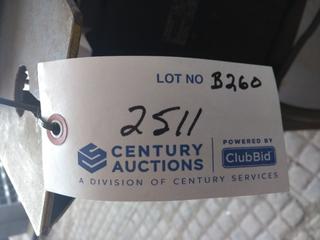 LOT NO B260
2511
CENTURY AUCTIONS
POWERED BY
ClubBid
A DIVISION OF CENTURY SERVICES